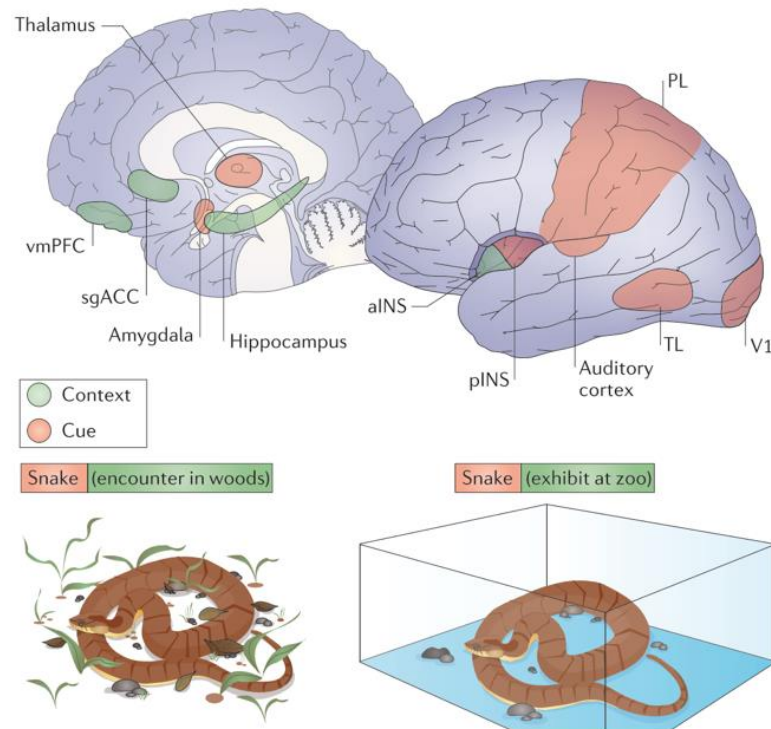 Thalamus
PL
vmPFC
sgACC
Amygdala
Hippocampus
aINS
pINS
Auditory
cortex
TL
V1
Context
Cue
Snake (encounter in woods)
Snake (exhibit at zoo)